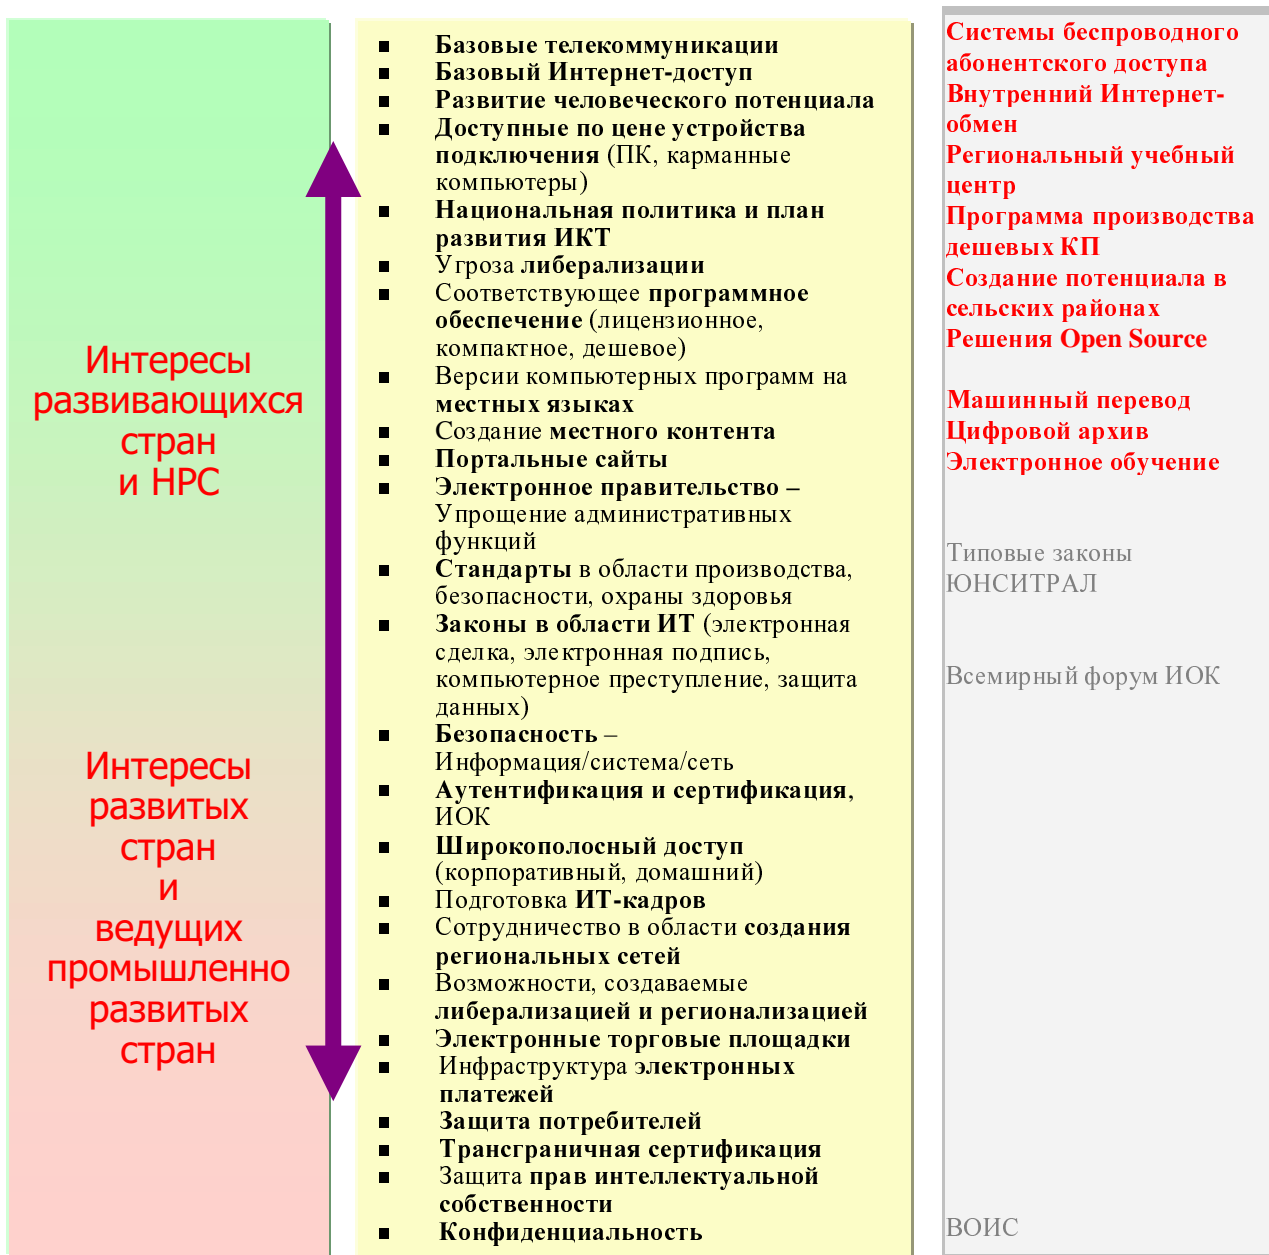 Интересы
развивающихся
стран
и НРС
Интересы
развитых
стран
и
ведущих
промышленно
развитых
стран
■ Базовые телекоммуникации
■ Базовый Интернет-доступ
■ Развитие человеческого потенциала
■ Доступные по цене устройства
подключения (ПК, карманные
компьютеры)
■ Национальная политика и план
развития ИКТ
■ Угроза либерализации
■ Соответствующее программное
обеспечение (лицензионное,
компактное, дешевое)
■ Версии компьютерных программ на
местных языках
■ Создание местного контента
■ Портальные сайты
■ Электронное правительство –
Упрощение административных
функций
■ Стандарты в области производства,
безопасности, охраны здоровья
■ Законы в области ИТ (электронная
сделка, электронная подпись,
компьютерное преступление, защита
данных)
■ Безопасность –
Информация/система/сеть
■ Аутентификация и сертификация,
ИОК
■ Широкополосный доступ
(корпоративный, домашний)
■ Подготовка ИТ-кадров
■ Сотрудничество в области создания
региональных сетей
■ Возможности, создаваемые
либерализацией и регионализацией
■ Электронные торговые площадки
■ Инфраструктура электронных
платежей
■ Защита потребителей
■ Трансграничная сертификация
■ Защита прав интеллектуальной
собственности
■ Конфиденциальность
Системы беспроводного
абонентского доступа
Внутренний Интернет-
обмен
Региональный учебный
центр
Программа производства
дешевых КП
Создание потенциала в
сельских районах
Решения Open Source
Машинный перевод
Цифровой архив
Электронное обучение
Типовые законы
ЮНСИТРАЛ
Всемирный форум ИОК
ВОИС